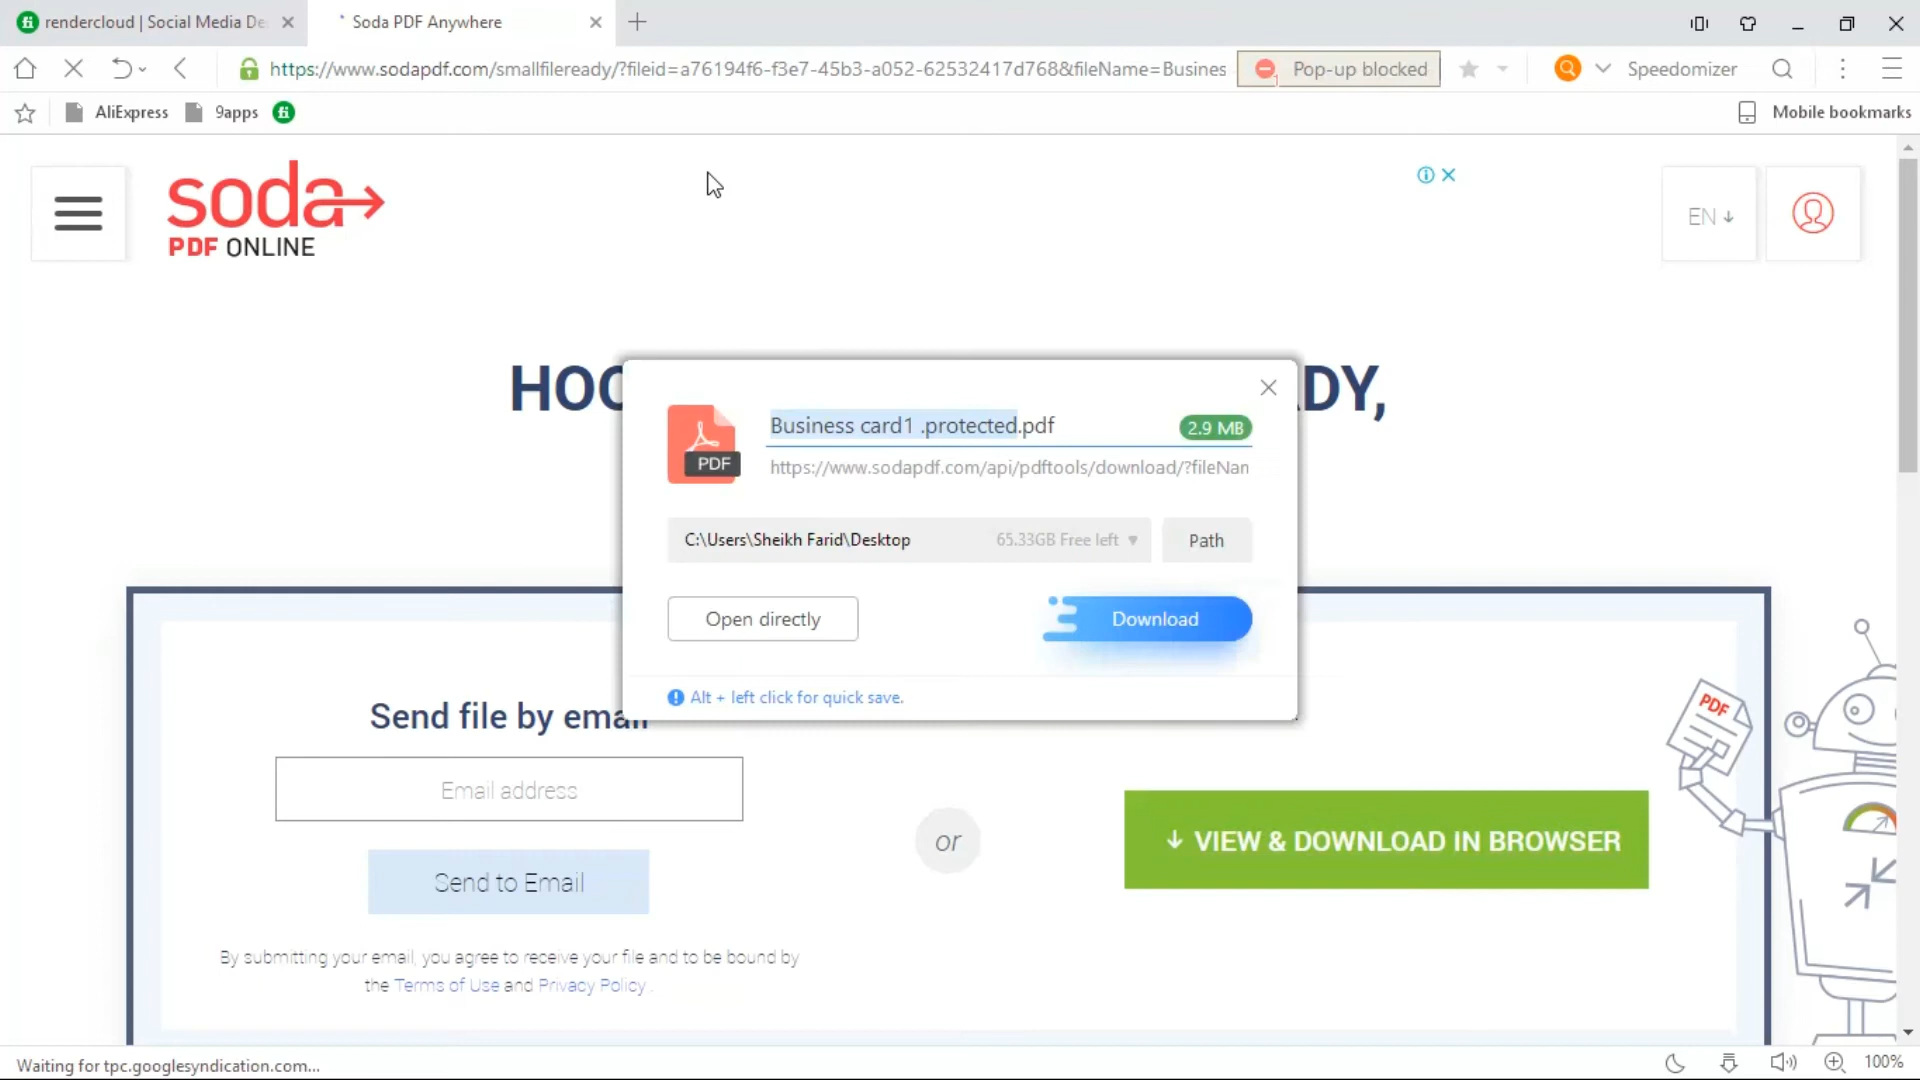 rendercloud | Social Media De
Soda PDF Anywhere
https://www.sodapdf.com/smallfileready/?fileid=a76194f6-f3e7-45b3-a052-62532417d768&fileName=Busines
Pop-up blocked
Speedomizer
AliExpress
9apps
Mobile bookmarks
soda
PDF ONLINE
EN
HOO
ADY,
Business card1 .protected.pdf
2.9 MB
PDF
https://www.sodapdf.com/api/pdftools/download/?fileNan
C:\Users\Sheikh Farid\Desktop
65.33GB Free left
Path
Open directly
Download
Alt + left click for quick save.
Send file by email
Email address
Send to Email
or
VIEW & DOWNLOAD IN BROWSER
PDF
By submitting your email, you agree to receive your file and to be bound by
the Terms of Use and Privacy Policy .
Waiting for tpc.googlesyndication.com...
100%